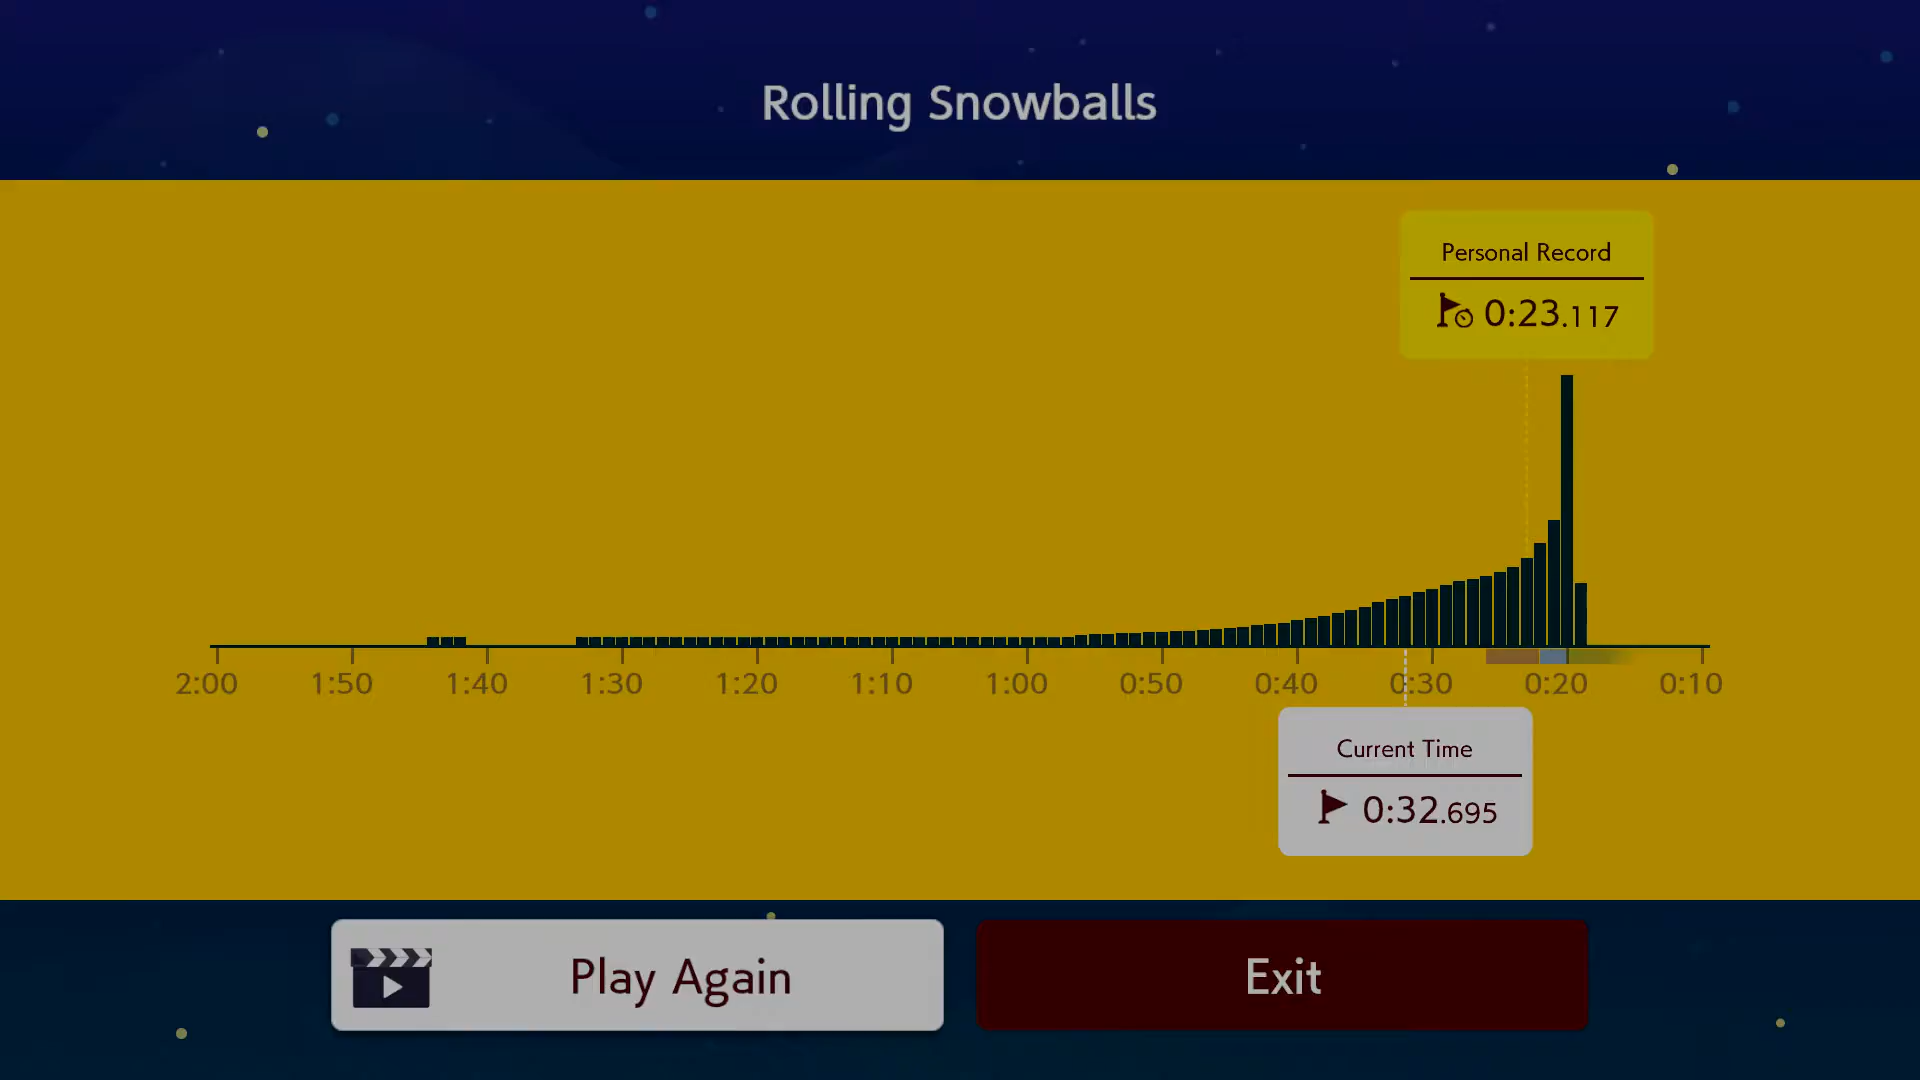 Rolling Snowballs
Personal Record
0:23.117
2:00 1:50 1:40 1:30 1:20 1:10 1:00 0:50 0:40 0:30 0:20 0:10
Current Time
0:32.695
Play Again
Exit